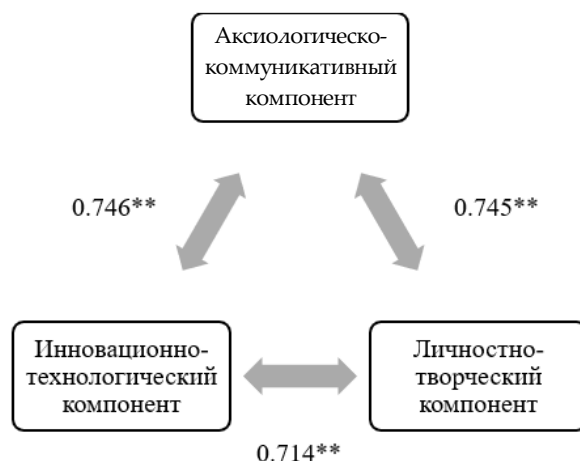 Аксиологическо-
коммуникативный
компонент
0.746**
0.745**
Инновационно-
технологический
компонент
Личностно-
творческий
компонент
0.714**